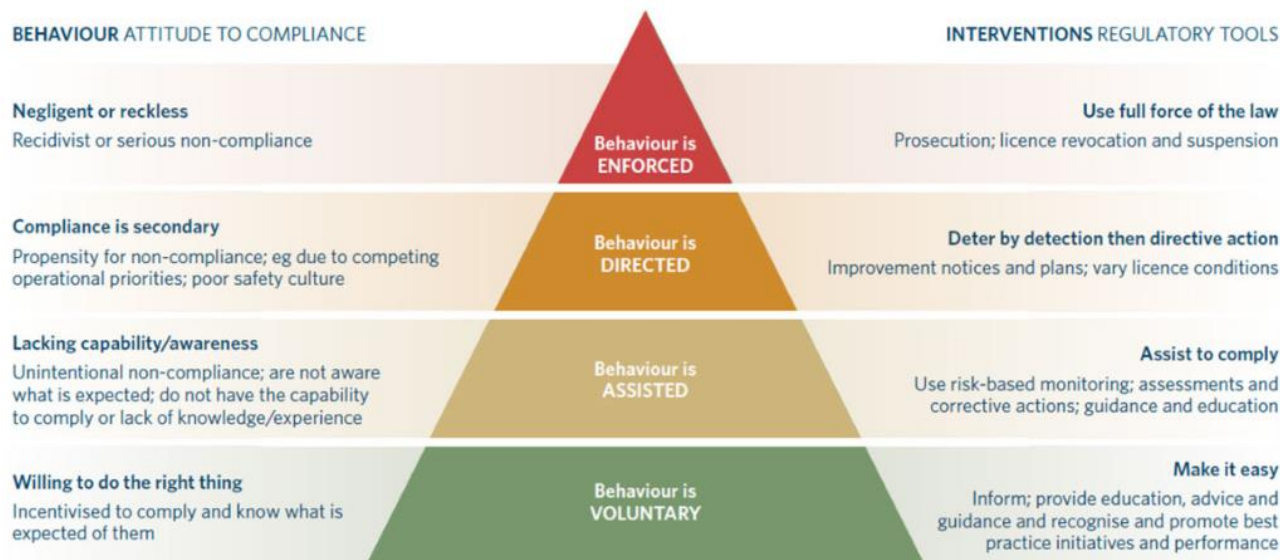 BEHAVIOUR ATTITUDE TO COMPLIANCE
INTERVENTIONS REGULATORY TOOLS
Negligent or reckless
Recidivist or serious non-compliance
Behaviour is
ENFORCED
Use full force of the law
Prosecution; licence revocation and suspension
Compliance is secondary
Propensity for non-compliance; eg due to competing
operational priorities; poor safety culture
Behaviour is
DIRECTED
Deter by detection then directive action
Improvement notices and plans; vary licence conditions
Lacking capability/awareness
Unintentional non-compliance; are not aware
what is expected; do not have the capability
to comply or lack of knowledge/experience
Behaviour is
ASSISTED
Assist to comply
Use risk-based monitoring; assessments and
corrective actions; guidance and education
Willing to do the right thing
Incentivised to comply and know what is
expected of them
Behaviour is
VOLUNTARY
Make it easy
Inform; provide education, advice and
guidance and recognise and promote best
practice initiatives and performance